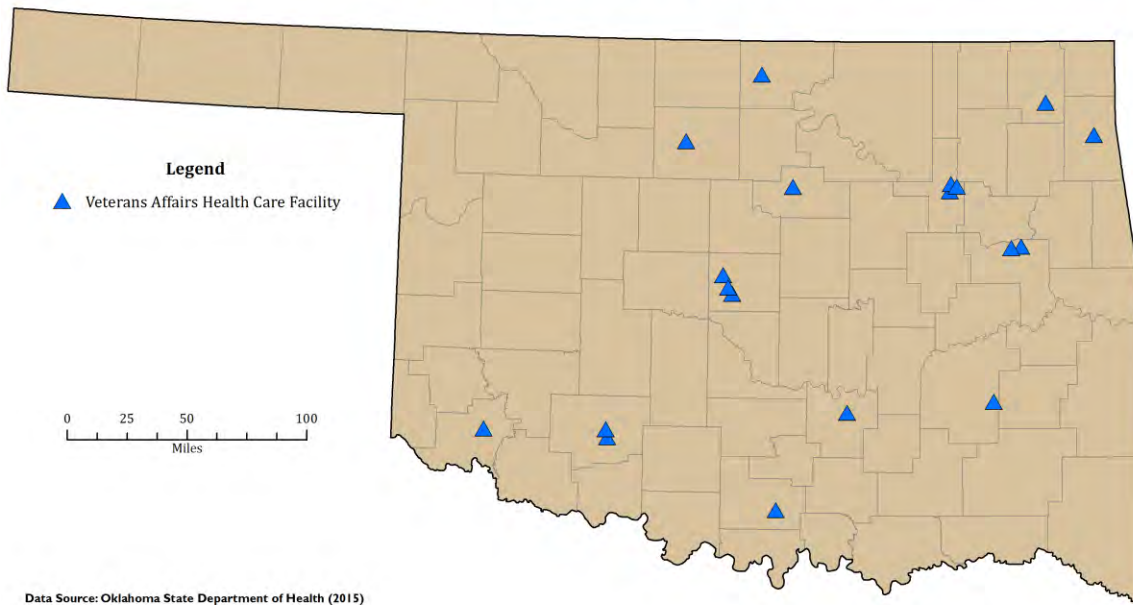 Legend
Veterans Affairs Health Care Facility
0 25 50 100
Miles
Data Source: Oklahoma State Department of Health (2015)